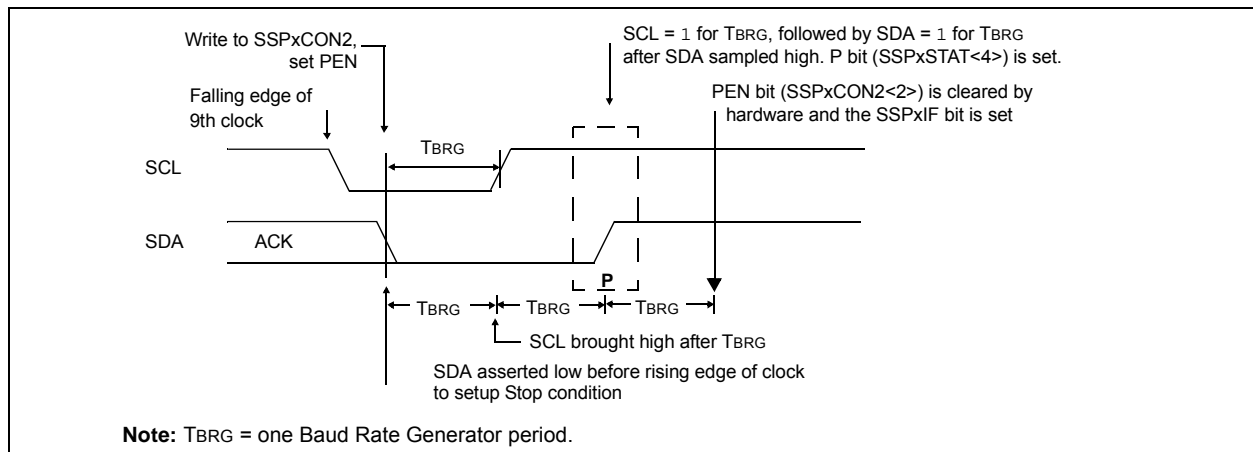 Write to SSPxCON2,
set PEN
SCL = 1 for TBRG, followed by SDA = 1 for TBRG
after SDA sampled high. P bit (SSPxSTAT<4>) is set.
Falling edge of
9th clock
PEN bit (SSPxCON2<2>) is cleared by
hardware and the SSPxIF bit is set
TBRG
SCL
SDA
ACK
P
TBRG
TBRG
TBRG
SCL brought high after TBRG
SDA asserted low before rising edge of clock
to setup Stop condition
Note: TBRG = one Baud Rate Generator period.